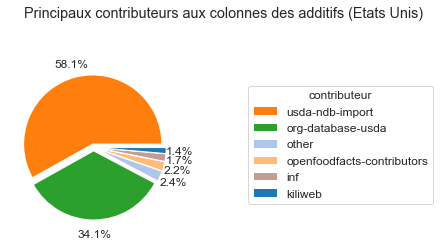 Principaux contributeurs aux colonnes des additifs (Etats Unis)
58.1%
1.4%
1.7%
2.2%
2.4%
34.1%
contributeur
usda-ndb-import
org-database-usda
other
openfoodfacts-contributors
inf
kiliweb